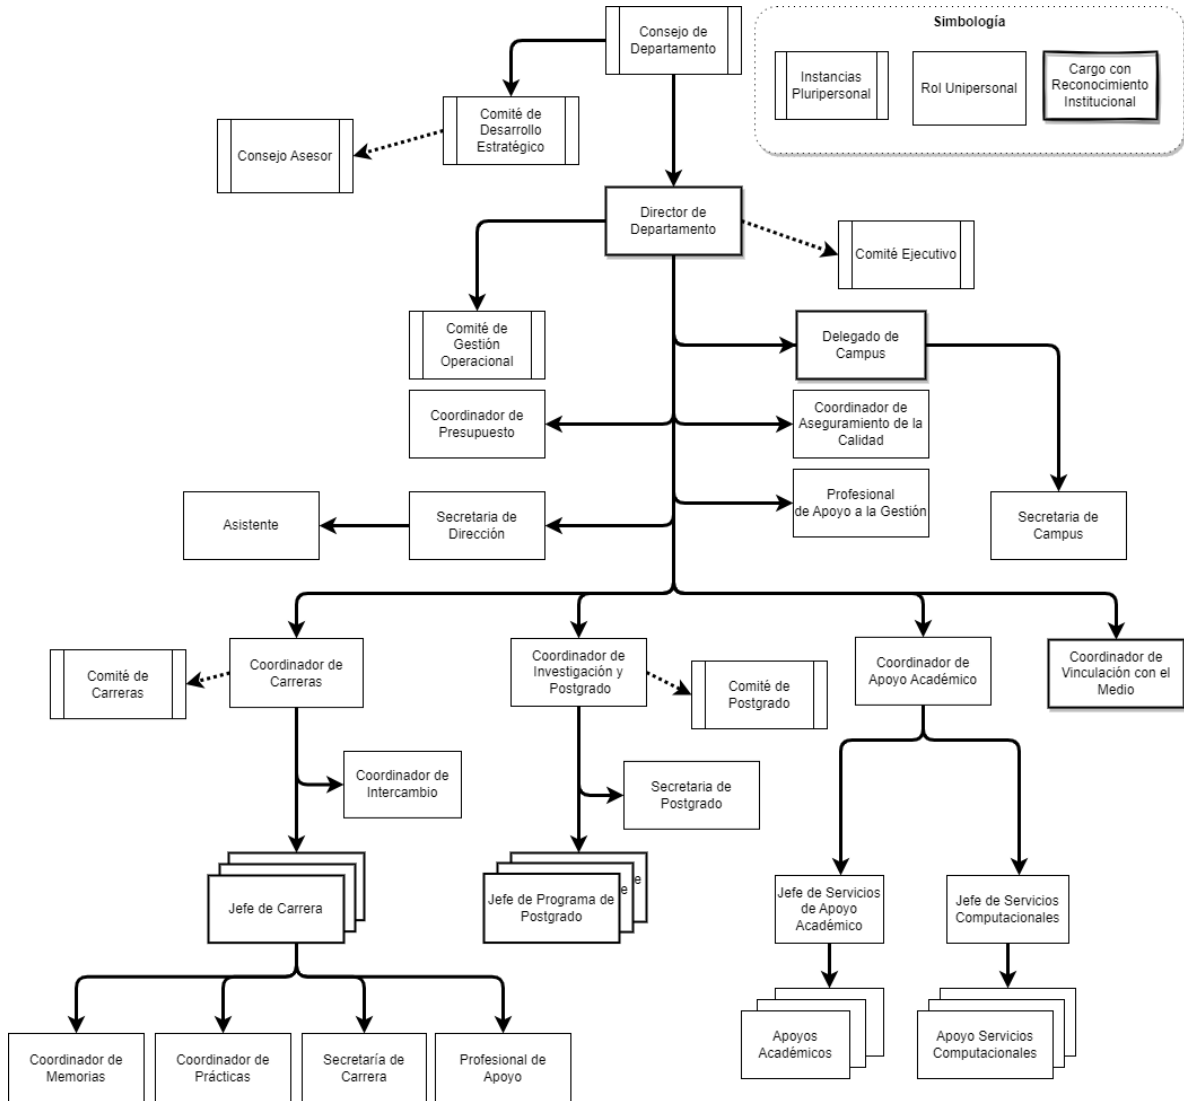 Consejo de
Departamento
Simbología
Instancias
Pluripersonal
Rol Unipersonal
Cargo con
Reconocimiento
Institucional
Comité de
Desarrollo
Estratégico
Consejo Asesor
Director de
Departamento
Comité Ejecutivo
Comité de
Gestión
Operacional
Delegado de
Campus
Coordinador de
Presupuesto
Coordinador de
Aseguramiento de la
Calidad
Asistente
Secretaria de
Dirección
Profesional
de Apoyo a la Gestión
Secretaria de
Campus
Comité de
Carreras
Coordinador de
Carreras
Coordinador de
Investigación y
Postgrado
Comité de
Postgrado
Coordinador de
Apoyo Académico
Coordinador de
Vinculación con el
Medio
Coordinador de
Intercambio
Secretaria de
Postgrado
Jefe de Carrera
Jefe de Programa de
Postgrado
e
e
Jefe de Servicios
de Apoyo
Académico
Jefe de Servicios
Computacionales
Coordinador de
Memorias
Coordinador de
Prácticas
Secretaría de
Carrera
Profesional de
Apoyo
Apoyos
Académicos
Apoyo Servicios
Computacionales